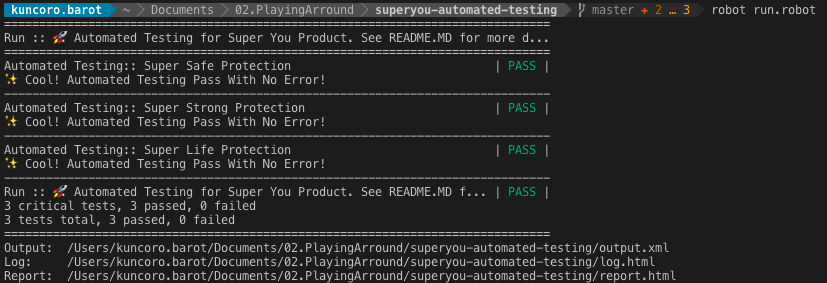 kuncoro.barot ~ Documents 02.PlayingArround superyou-automated-testing master + 2 … 3 robot run.robot
==============================================================================
Run :: 🚀 Automated Testing for Super You Product. See README.MD for more d...
==============================================================================
Automated Testing:: Super Safe Protection | PASS |
✨ Cool! Automated Testing Pass With No Error!
------------------------------------------------------------------------------
Automated Testing:: Super Strong Protection | PASS |
✨ Cool! Automated Testing Pass With No Error!
------------------------------------------------------------------------------
Automated Testing:: Super Life Protection | PASS |
✨ Cool! Automated Testing Pass With No Error!
------------------------------------------------------------------------------
Run :: 🚀 Automated Testing for Super You Product. See README.MD f... | PASS |
3 critical tests, 3 passed, 0 failed
3 tests total, 3 passed, 0 failed
==============================================================================
Output: /Users/kuncoro.barot/Documents/02.PlayingArround/superyou-automated-testing/output.xml
Log: /Users/kuncoro.barot/Documents/02.PlayingArround/superyou-automated-testing/log.html
Report: /Users/kuncoro.barot/Documents/02.PlayingArround/superyou-automated-testing/report.html